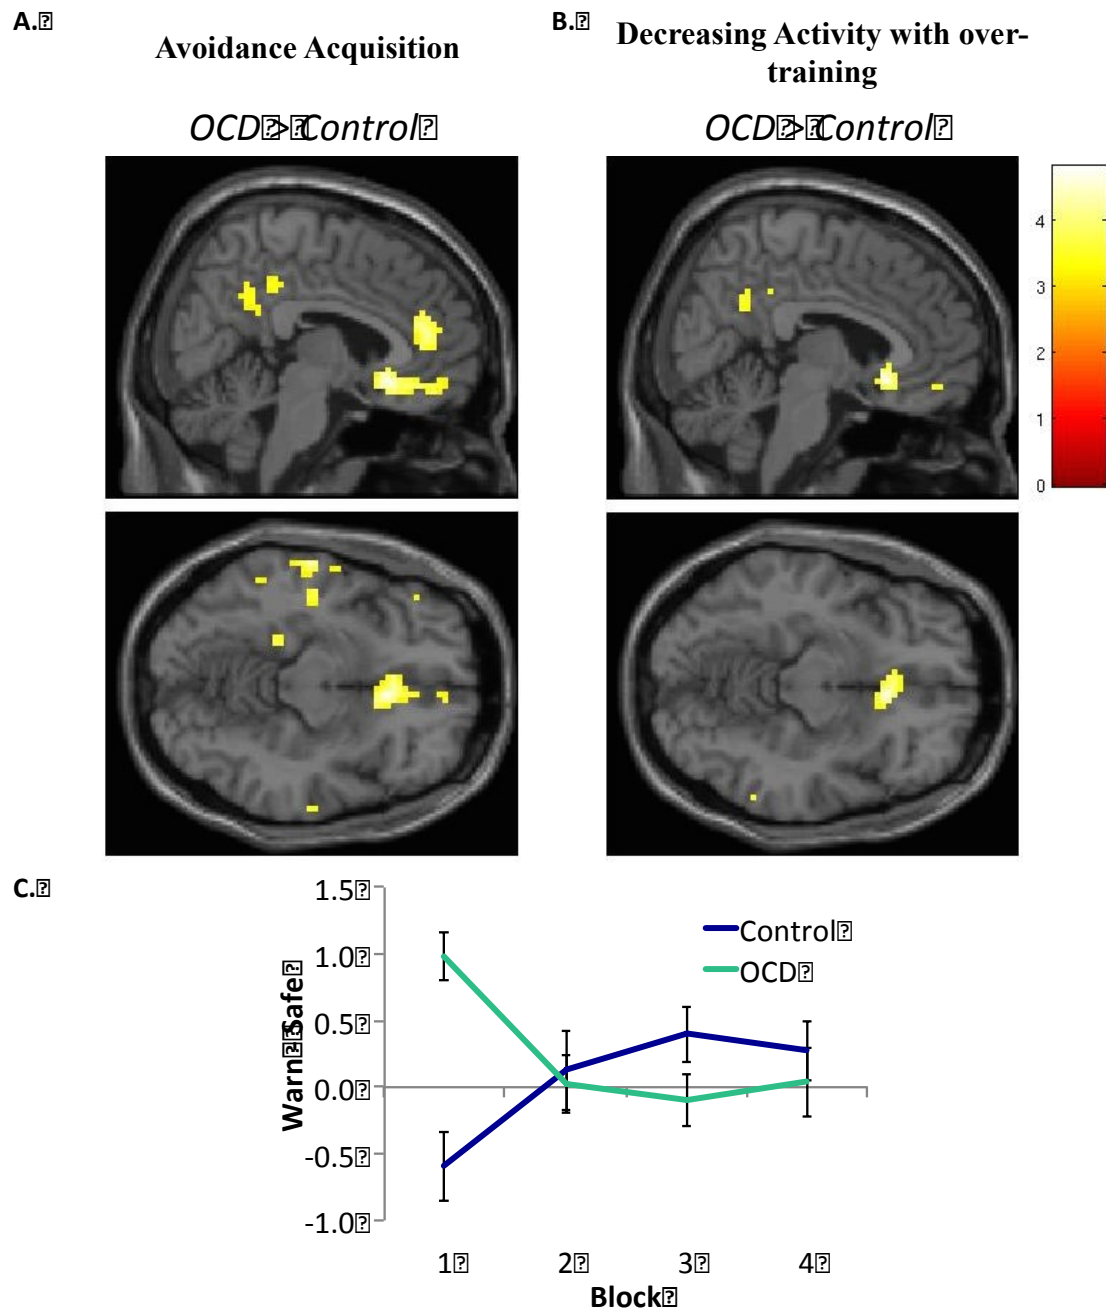 A.
B.
Avoidance Acquisition
Decreasing Activity with over-
training
OCD > Control
OCD > Control
4
3
2
1
0
C.
1.5
1.0
0.5
0.0
-0.5
-1.0
Warn - Safe
Control
OCD
1 2 3 4
Block